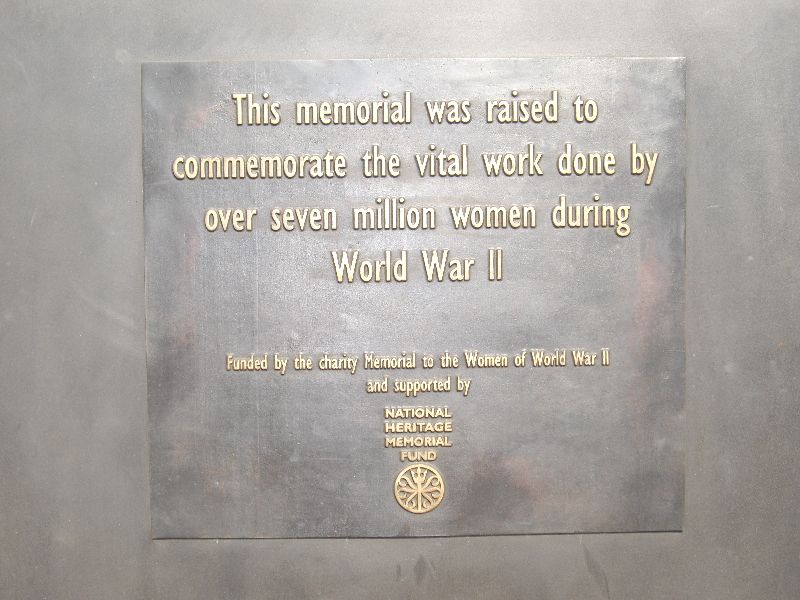 This memorial was raised to
commemorate the vital work done by
over seven million women during
World War II
Funded by the charity Memorial to the Women of World War II
and supported by
NATIONAL
HERITAGE
MEMORIAL
FUND